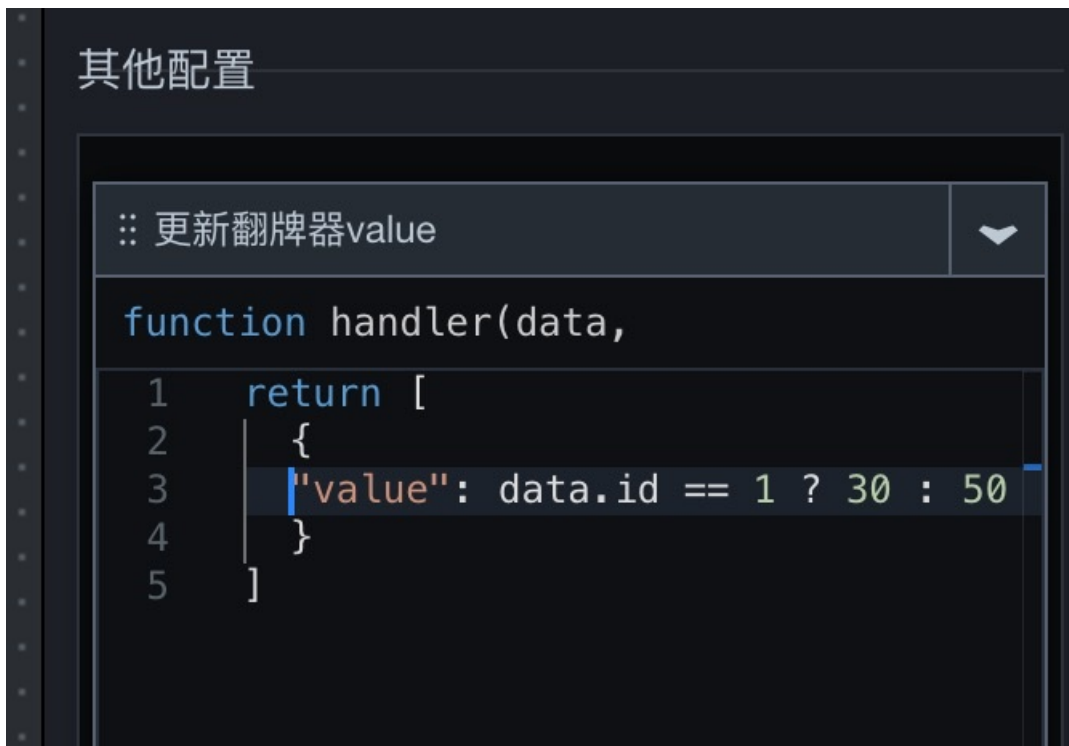 其他配置
更新翻牌器value
function handler(data,
1 return [
2 {
3 "value": data.id == 1 ? 30 : 50
4 }
5 ]